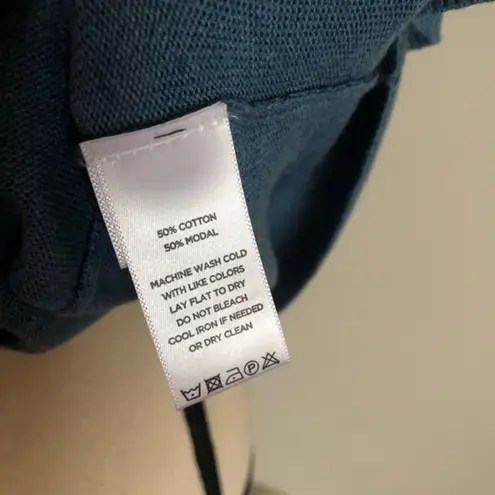 50% COTTON
50% MODAL
MACHINE WASH COLD
WITH LIKE COLORS
LAY FLAT TO DRY
DO NOT BLEACH
COOL IRON IF NEEDED
OR DRY CLEAN